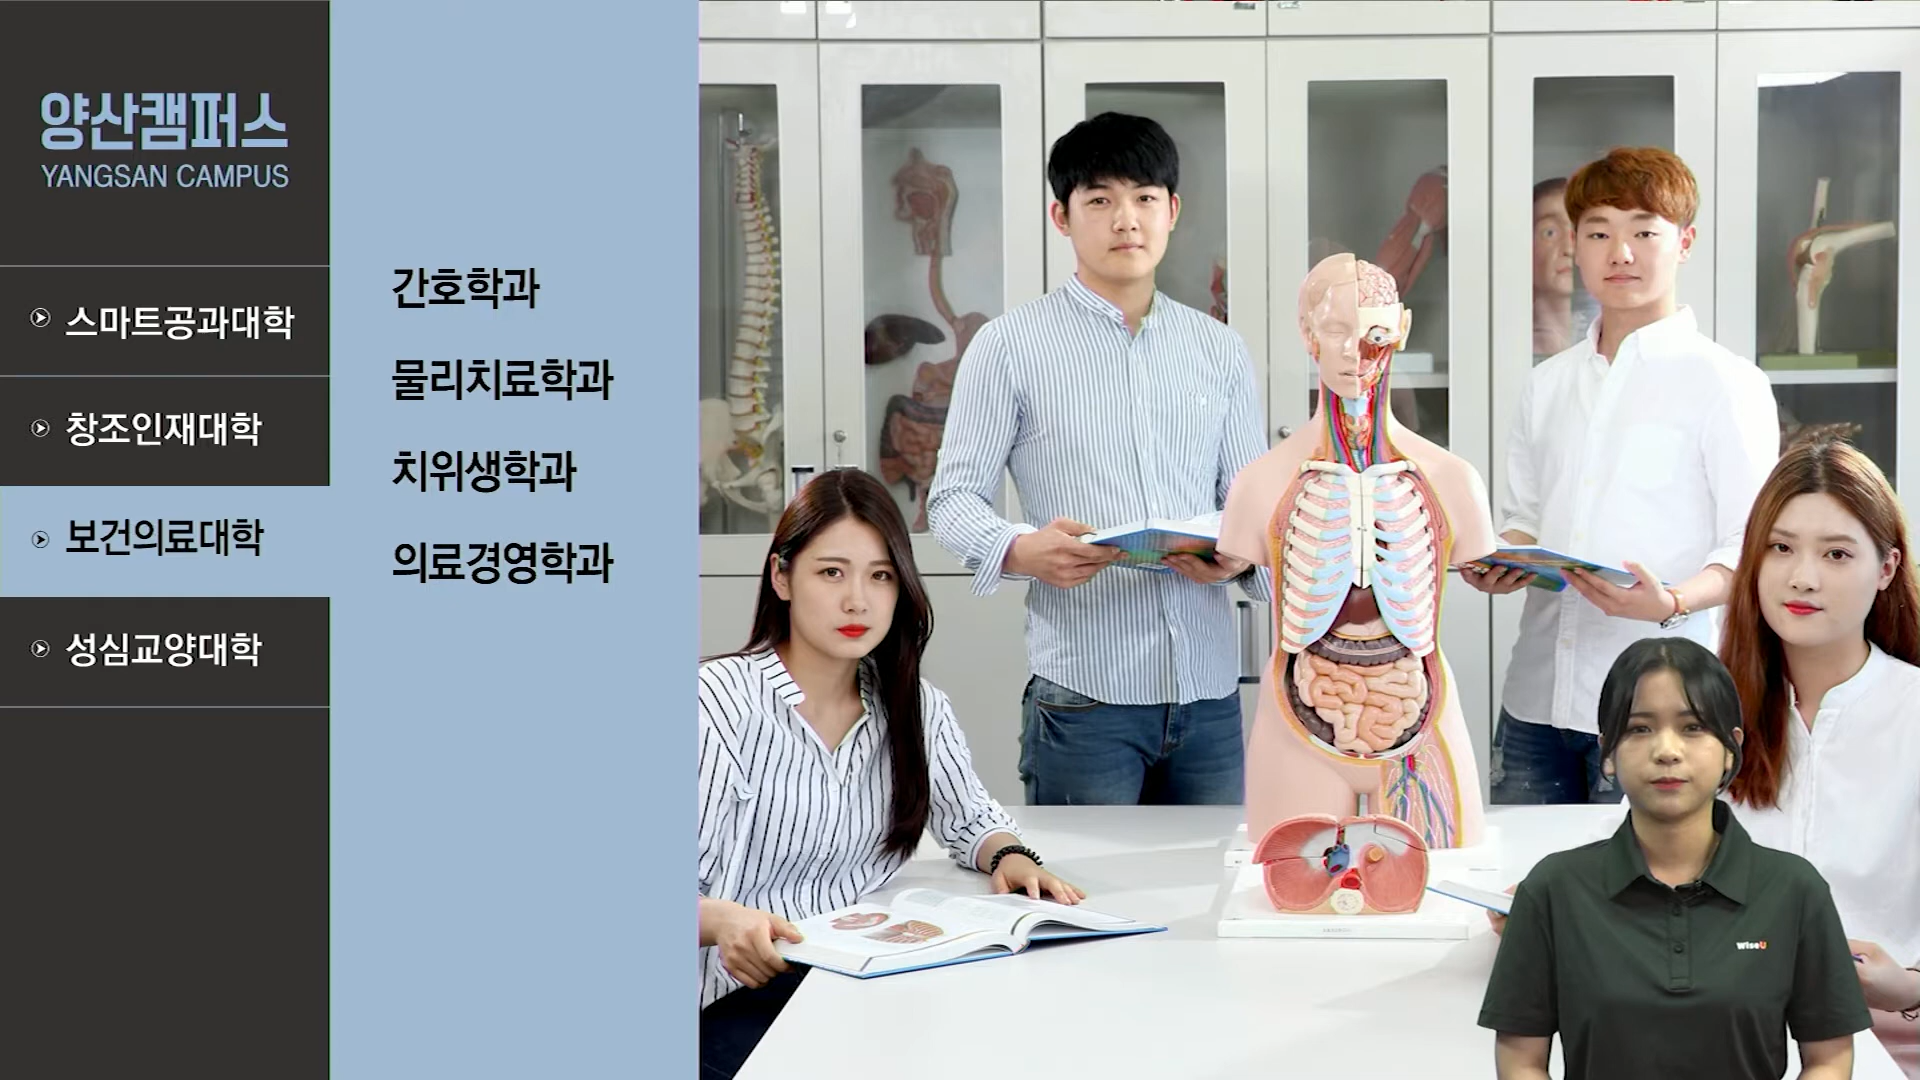 양산캠퍼스
YANGSAN CAMPUS
스마트공과대학
창조인재대학
보건의료대학
성심교양대학
간호학과
물리치료학과
치위생학과
의료경영학과
WiseU